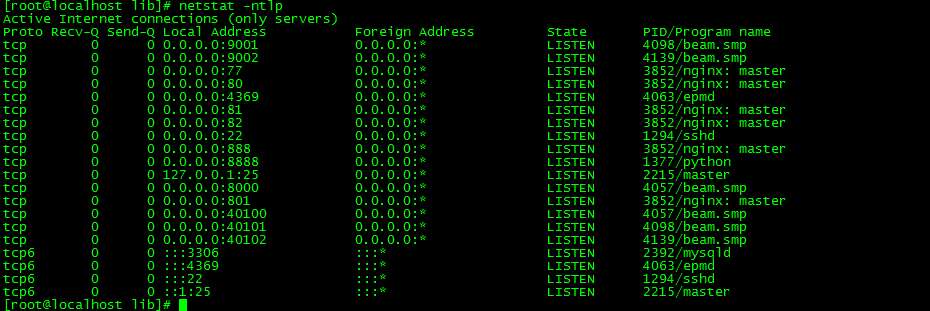 [root@localhost lib]# netstat -ntlp
Active Internet connections (only servers)
Proto Recv-Q Send-Q Local Address           Foreign Address         State       PID/Program name
tcp        0      0 0.0.0.0:9001            0.0.0.0:*               LISTEN      4098/beam.smp
tcp        0      0 0.0.0.0:9002            0.0.0.0:*               LISTEN      4139/beam.smp
tcp        0      0 0.0.0.0:77              0.0.0.0:*               LISTEN      3852/nginx: master
tcp        0      0 0.0.0.0:80              0.0.0.0:*               LISTEN      3852/nginx: master
tcp        0      0 0.0.0.0:4369            0.0.0.0:*               LISTEN      4063/epmd
tcp        0      0 0.0.0.0:81              0.0.0.0:*               LISTEN      3852/nginx: master
tcp        0      0 0.0.0.0:82              0.0.0.0:*               LISTEN      3852/nginx: master
tcp        0      0 0.0.0.0:22              0.0.0.0:*               LISTEN      1294/sshd
tcp        0      0 0.0.0.0:888             0.0.0.0:*               LISTEN      3852/nginx: master
tcp        0      0 0.0.0.0:8888            0.0.0.0:*               LISTEN      1377/python
tcp        0      0 127.0.0.1:25            0.0.0.0:*               LISTEN      2215/master
tcp        0      0 0.0.0.0:8000            0.0.0.0:*               LISTEN      4057/beam.smp
tcp        0      0 0.0.0.0:801             0.0.0.0:*               LISTEN      3852/nginx: master
tcp        0      0 0.0.0.0:40100           0.0.0.0:*               LISTEN      4057/beam.smp
tcp        0      0 0.0.0.0:40101           0.0.0.0:*               LISTEN      4098/beam.smp
tcp        0      0 0.0.0.0:40102           0.0.0.0:*               LISTEN      4139/beam.smp
tcp6       0      0 :::3306                 :::*                    LISTEN      2392/mysqld
tcp6       0      0 :::4369                 :::*                    LISTEN      4063/epmd
tcp6       0      0 :::22                   :::*                    LISTEN      1294/sshd
tcp6       0      0 ::1:25                  :::*                    LISTEN      2215/master
[root@localhost lib]#